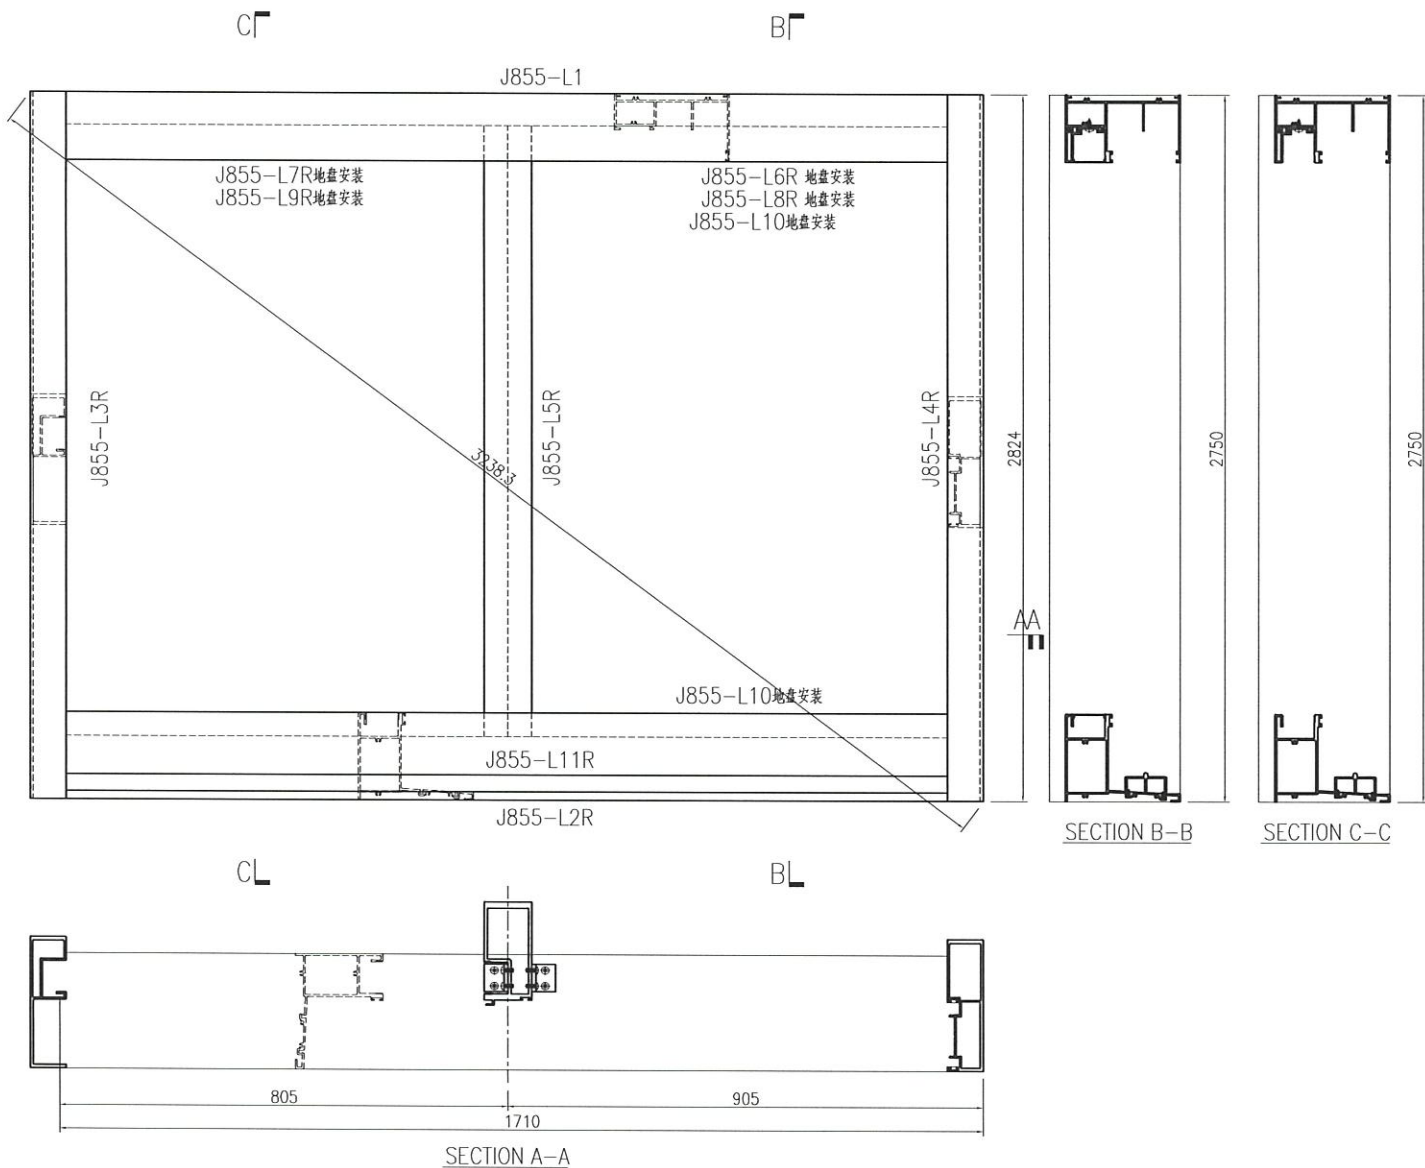 C
B
J855-L1
J855-L7R地盘安装
J855-L9R地盘安装
J855-L6R 地盘安装
J855-L8R 地盘安装
J855-L10地盘安装
J855-L3R
J855-L5R
J855-L4R
3238.3
2824
2750
2750
AA
J855-L10地盘安装
J855-L11R
J855-L2R
SECTION B-B
SECTION C-C
C
B
805
905
1710
SECTION A-A